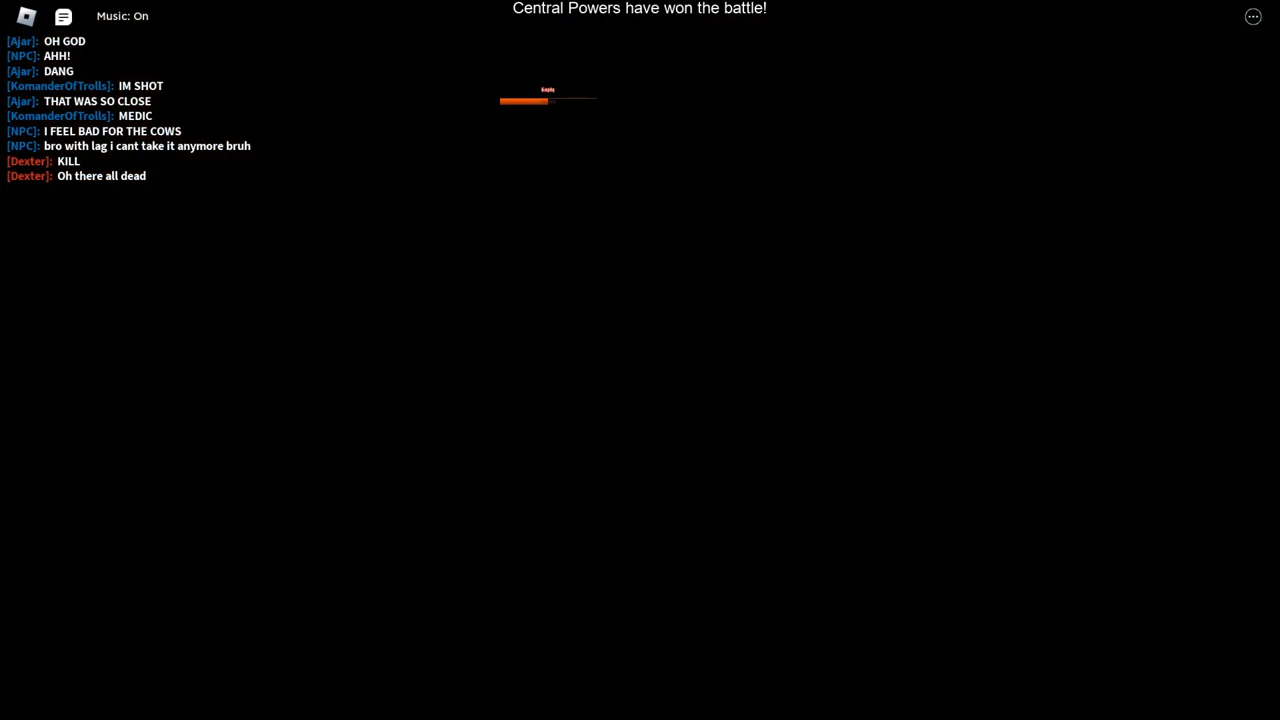 Central Powers have won the battle!
Music: On
[Ajar]: OH GOD
[NPC]: AHH!
[Ajar]: DANG
[KomanderOfTrolls]: IM SHOT
[Ajar]: THAT WAS SO CLOSE
[KomanderOfTrolls]: MEDIC
[NPC]: I FEEL BAD FOR THE COWS
[NPC]: bro with lag i cant take it anymore bruh
[Dexter]: KILL
[Dexter]: Oh there all dead